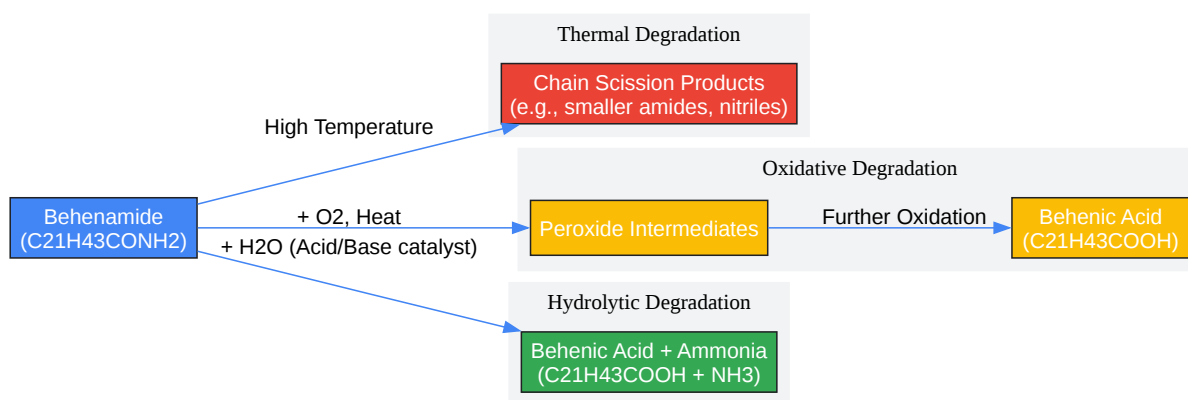 Thermal Degradation
Chain Scission Products
(e.g., smaller amides, nitriles)
High Temperature
Oxidative Degradation
Behenamide
(C21H43CONH2)
+ O2, Heat
Peroxide Intermediates
Further Oxidation
Behenic Acid
(C21H43COOH)
+ H2O (Acid/Base catalyst)
Hydrolytic Degradation
Behenic Acid + Ammonia
(C21H43COOH + NH3)